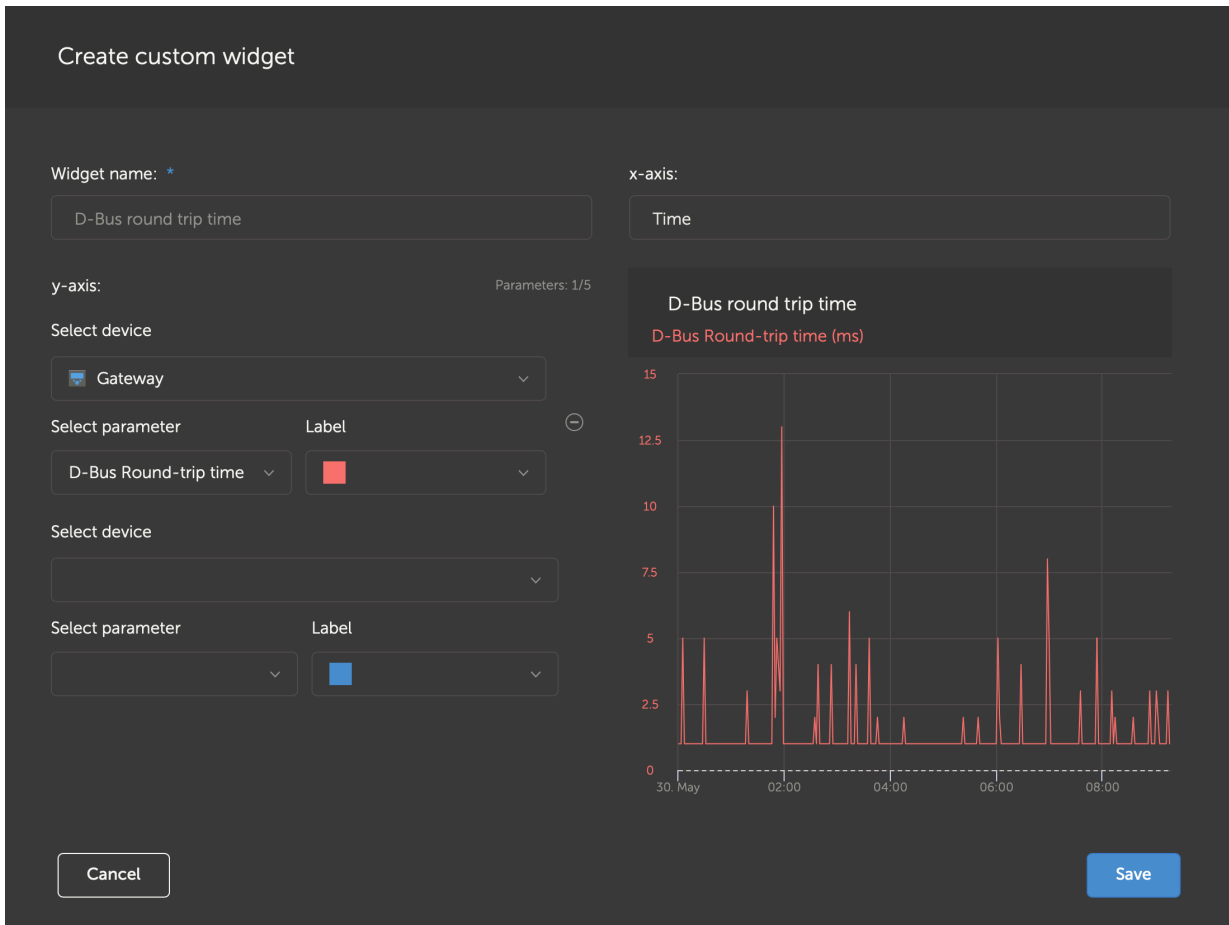 Create custom widget
Widget name: *
D-Bus round trip time
y-axis:
Parameters: 1/5
Select device
Gateway
Select parameter
Label
D-Bus Round-trip time
Select device
Select parameter
Label
x-axis:
Time
D-Bus round trip time
D-Bus Round-trip time (ms)
15
12.5
10
7.5
5
2.5
0
30. May
02:00
04:00
06:00
08:00
Cancel
Save